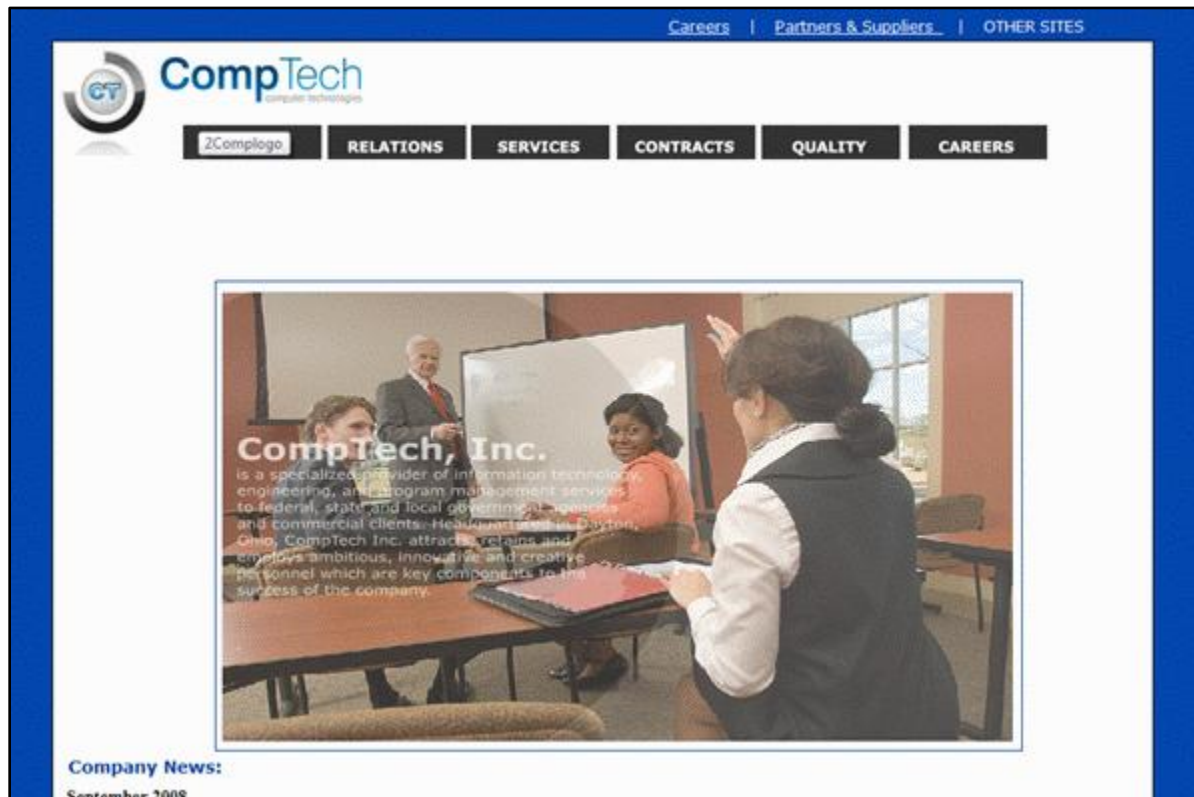 Careers | Partners & Suppliers | OTHER SITES
CT
CompTech
computer technologies
2Complogo RELATIONS SERVICES CONTRACTS QUALITY CAREERS
CompTech, Inc.
is a specialized provider of information technology,
engineering, and program management services
to federal, state and local government agencies
and commercial clients. Headquartered in Dayton,
Ohio, CompTech Inc. attracts, retains and
employs ambitious, innovative and creative
personnel which are key components to the
success of the company.
Company News:
September 2008